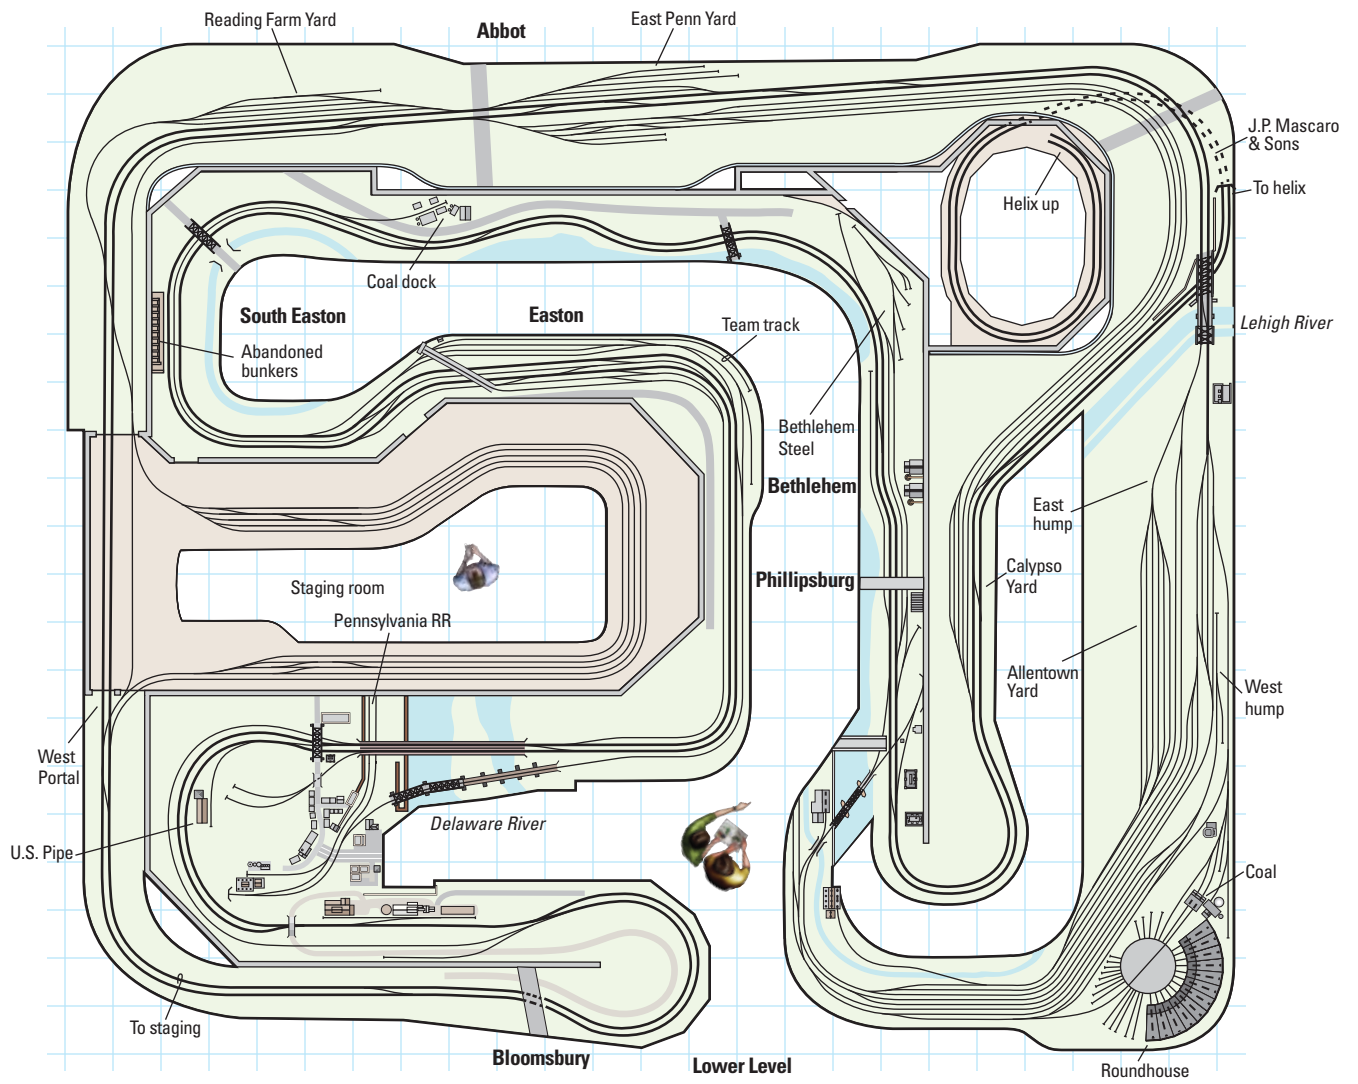 Reading Farm Yard
Abbot
East Penn Yard
J.P. Mascaro
& Sons
To helix
Helix up
Coal dock
South Easton
Easton
Team track
Lehigh River
Abandoned
bunkers
Bethlehem
Steel
Bethlehem
East
hump
Calypso
Yard
Phillipsburg
Staging room
Pennsylvania RR
Allentown
Yard
West
hump
West
Portal
Delaware River
U.S. Pipe
Coal
To staging
Bloomsbury
Lower Level
Roundhouse